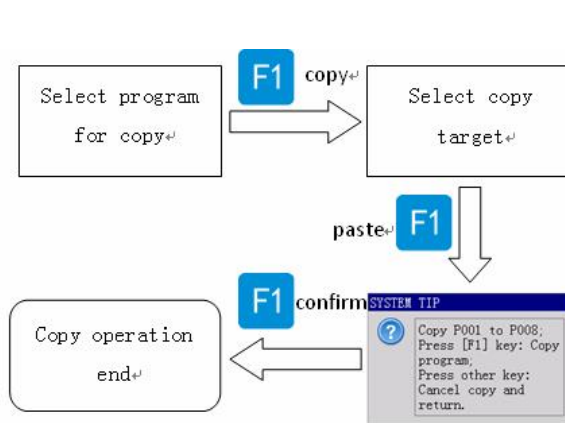 Select program
for copy↵
F1 copy↵
Select copy
target↵
paste↵ F1
SYSTEM TIP
Copy P001 to P008;
Press [F1] key: Copy
program;
Press other key:
Cancel copy and
return.
F1 confirm
Copy operation
end↵